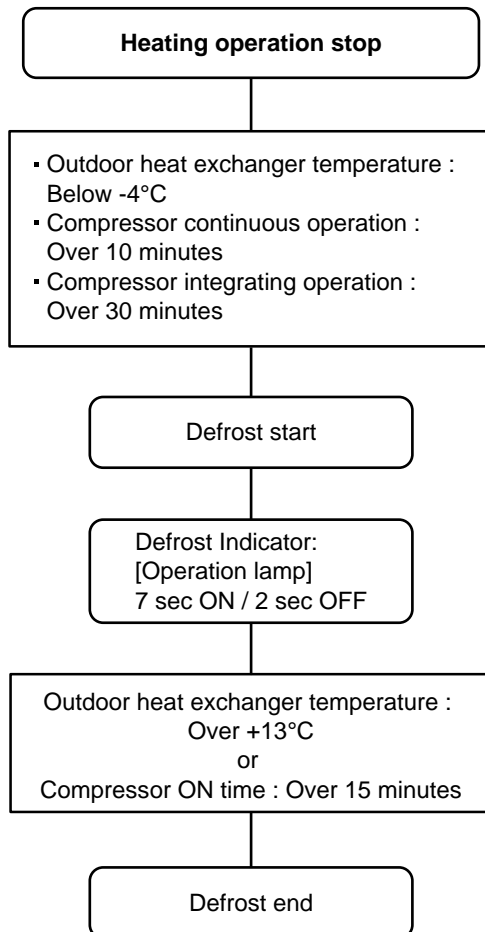 Heating operation stop
▪ Outdoor heat exchanger temperature :
Below -4°C
▪ Compressor continuous operation :
Over 10 minutes
▪ Compressor integrating operation :
Over 30 minutes
Defrost start
Defrost Indicator:
[Operation lamp]
7 sec ON / 2 sec OFF
Outdoor heat exchanger temperature :
Over +13°C
or
Compressor ON time : Over 15 minutes
Defrost end